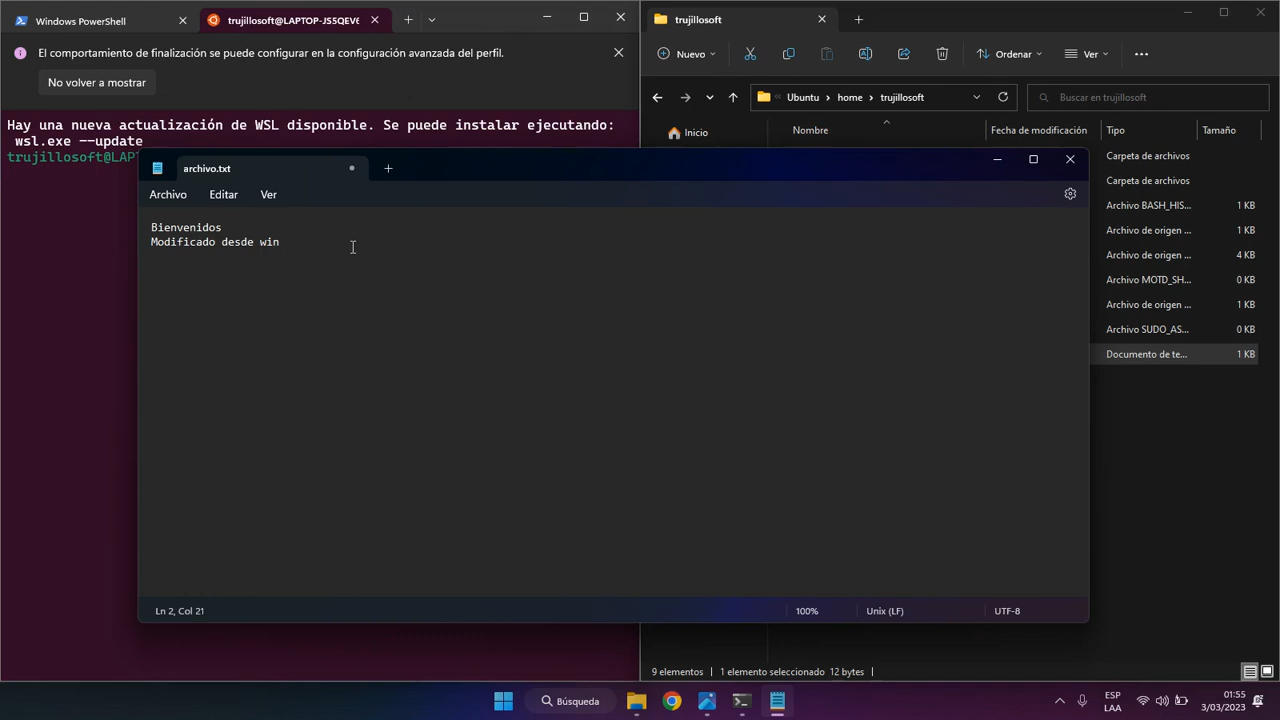 Windows PowerShell
trujillosoft@LAPTOP-JS5QEV6
trujillosoft
El comportamiento de finalización se puede configurar en la configuración avanzada del perfil.
No volver a mostrar
Nuevo
Ordenar
Ver
Ubuntu
home
trujillosoft
Buscar en trujillosoft
Hay una nueva actualización de WSL disponible. Se puede instalar ejecutando:
wsl.exe --update
trujillosoft@LAP
Inicio
Nombre
Fecha de modificación
Tipo
Tamaño
Carpeta de archivos
Carpeta de archivos
Archivo BASH_HIS... 1 KB
Archivo de origen ... 1 KB
Archivo de origen ... 4 KB
Archivo MOTD_SH... 0 KB
Archivo de origen ... 1 KB
Archivo SUDO_AS... 0 KB
Documento de te... 1 KB
archivo.txt
Archivo
Editar
Ver
Bienvenidos
Modificado desde win
Ln 2, Col 21
100%
Unix (LF)
UTF-8
9 elementos
1 elemento seleccionado 12 bytes
Búsqueda
ESP
LAA
01:55
3/03/2023